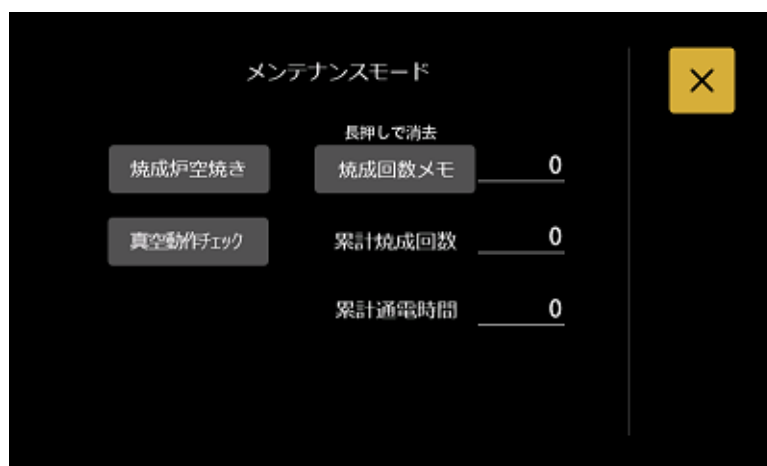 メンテナンスモード
長押しで消去
焼成炉空焼き
焼成回数メモ 0
真空動作チェック
累計焼成回数 0
累計通電時間 0